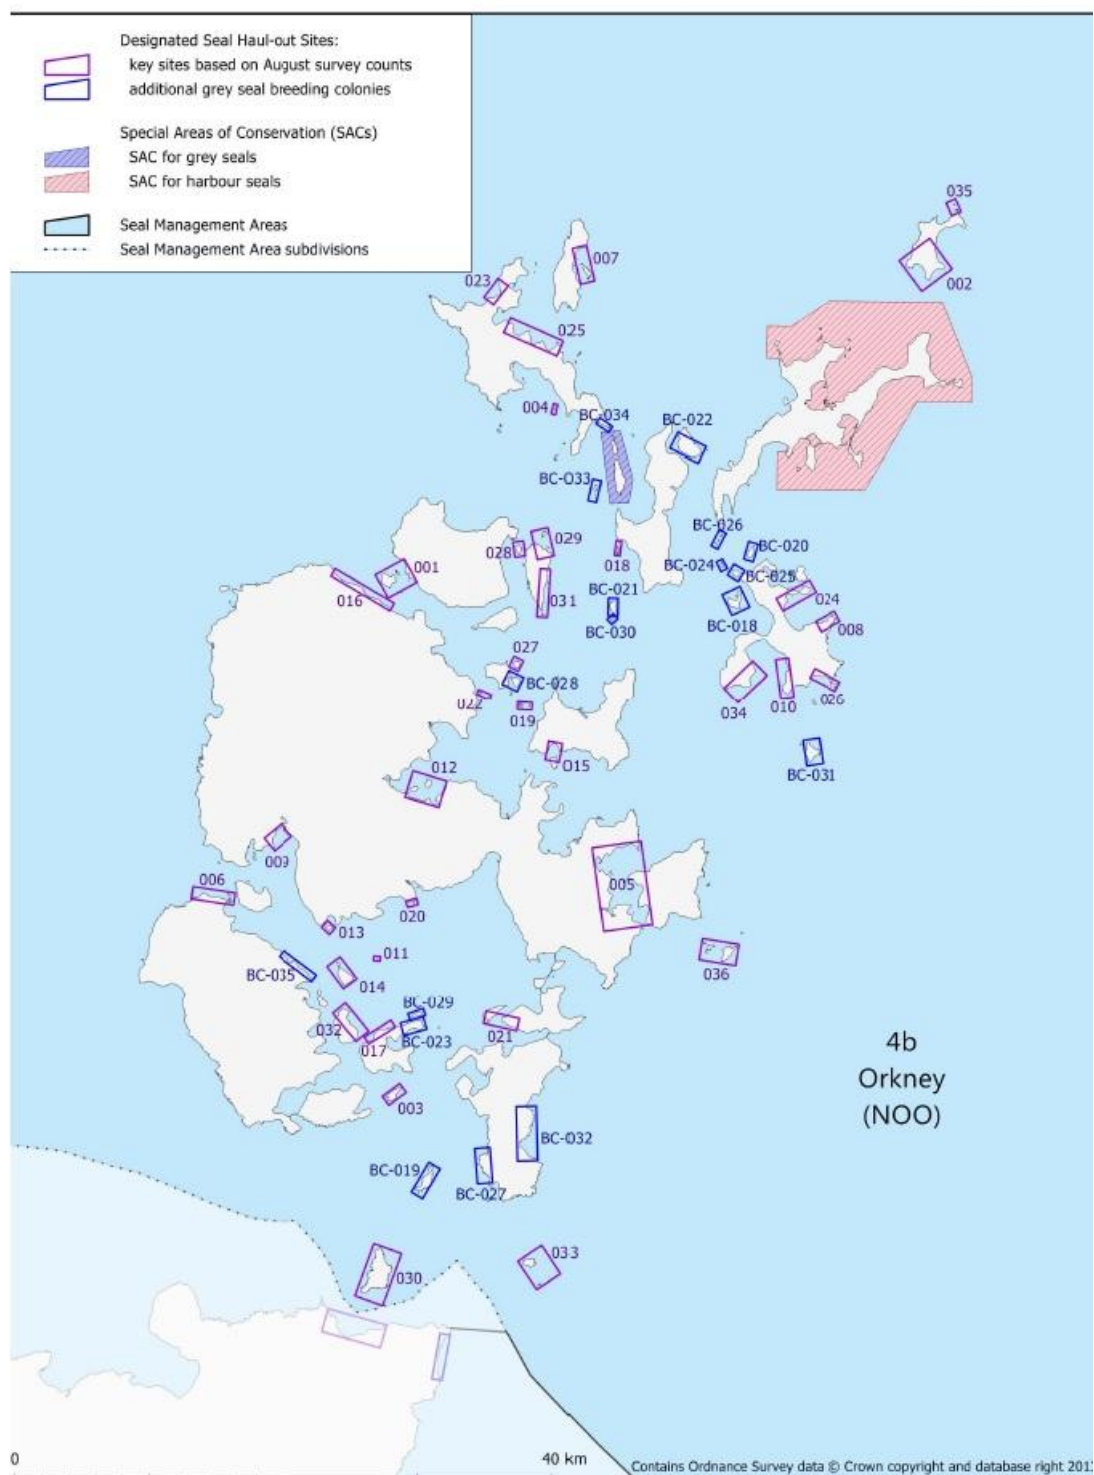 Designated Seal Haul-out Sites:
key sites based on August survey counts
additional grey seal breeding colonies
Special Areas of Conservation (SACs)
SAC for grey seals
SAC for harbour seals
Seal Management Areas
Seal Management Area subdivisions
035
007
002
023
025
004
BC-034
BC-022
BC-O33
029
BC-026
028
BC-020
018
001
BC-024
BC-025
016
BC-021
031
024
BC-018
008
BC-030
027
BC-028
022
019
034
010
026
O15
BC-031
012
009
005
006
020
013
011
036
BC-035
014
BC-029
032
021
017
BC-023
4b
Orkney
(NOO)
003
BC-032
BC-019
BC-027
033
030
0
40 km
Contains Ordnance Survey data © Crown copyright and database right 201